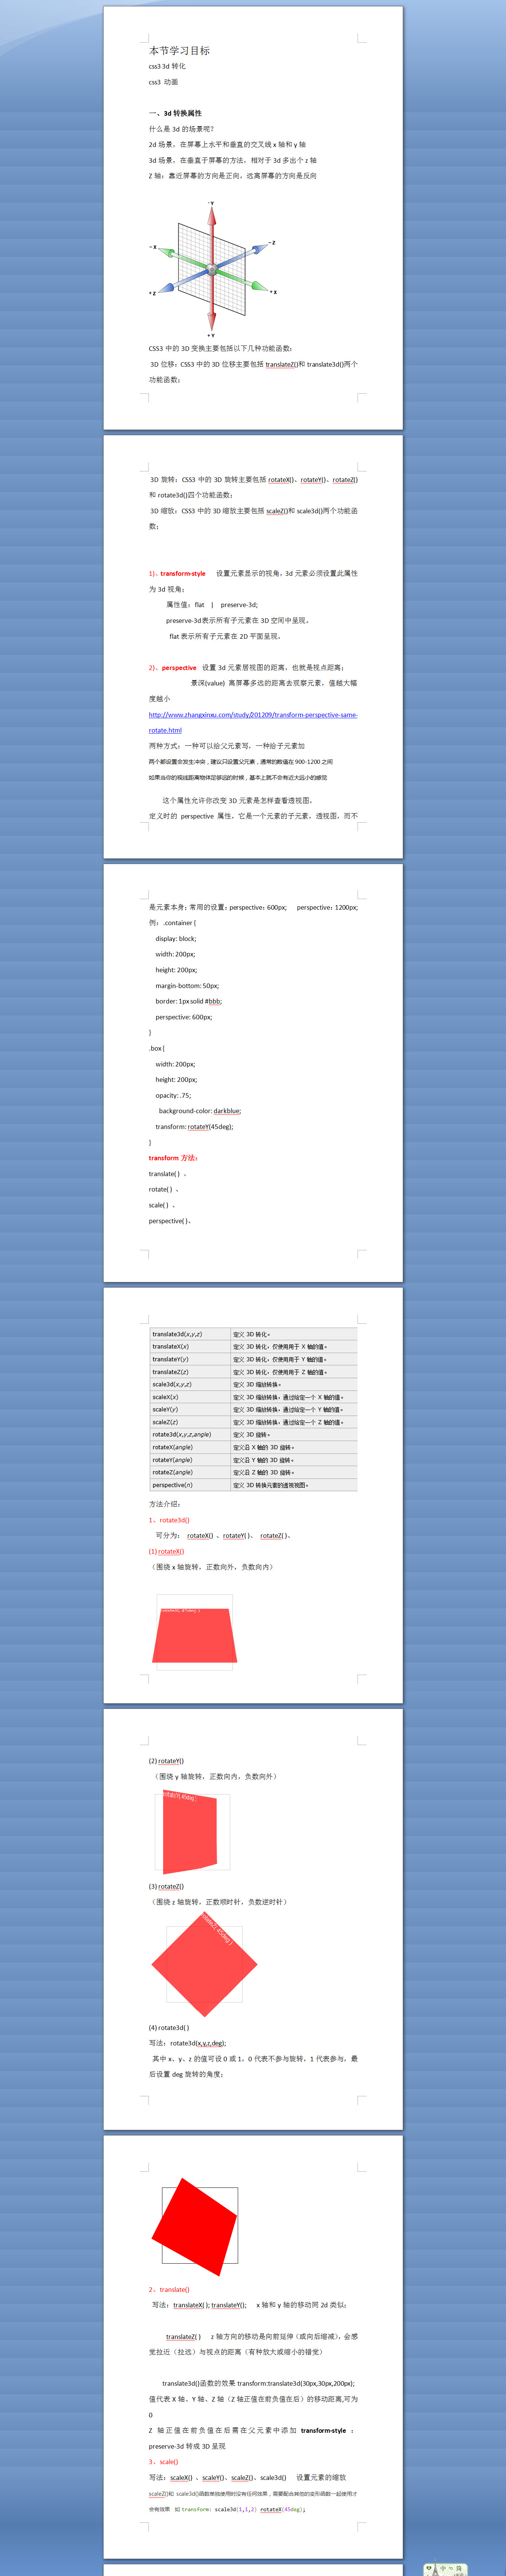 本节学习目标
css3 3d 转化
css3 动画
一、3d 转换属性
什么是 3d 的场景呢?
2d 场景，在屏幕上水平和垂直的交叉线 x 轴和 y 轴
3d 场景，在垂直于屏幕的方法，相对于 3d 多出个 z 轴
Z 轴：靠近屏幕的方向是正向，远离屏幕的方向是反向
- Y
- X
- Z
+ Z
+ X
+ Y
CSS3 中的 3D 变换主要包括以下几种功能函数：
3D 位移：CSS3 中的 3D 位移主要包括 translateZ()和 translate3d()两个
功能函数；
3D 旋转：CSS3 中的 3D 旋转主要包括 rotateX()、rotateY()、rotateZ()
和 rotate3d()四个功能函数；
3D 缩放：CSS3 中的 3D 缩放主要包括 scaleZ()和 scale3d()两个功能函
数；
1)、transform-style 设置元素显示的视角，3d 元素必须设置此属性
为 3d 视角；
属性值：flat | preserve-3d;
preserve-3d 表示所有子元素在 3D 空间中呈现。
flat 表示所有子元素在 2D 平面呈现。
2)、perspective 设置 3d 元素居视图的距离，也就是视点距离；
景深(value) 离屏幕多远的距离去观察元素，值越大幅
度越小
http://www.zhangxinxu.com/study/201209/transform-perspective-same-
rotate.html
两种方式：一种可以给父元素写，一种给子元素加
两个都设置会发生冲突，建议只设置父元素，通常的数值在 900-1200 之间
如果当你的视线距离物体足够远的时候，基本上就不会有近大远小的感觉
这个属性允许你改变 3D 元素是怎样查看透视图。
定义时的 perspective 属性，它是一个元素的子元素，透视图，而不
是元素本身；常用的设置：perspective：600px; perspective：1200px;
例：.container {
display: block;
width: 200px;
height: 200px;
margin-bottom: 50px;
border: 1px solid #bbb;
perspective: 600px;
}
.box {
width: 200px;
height: 200px;
opacity: .75;
background-color: darkblue;
transform: rotateY(45deg);
}
transform 方法：
translate( ) 、
rotate( ) 、
scale( ) 、
perspective( )、
translate3d(x,y,z) 定义 3D 转化。
translateX(x) 定义 3D 转化，仅使用用于 X 轴的值。
translateY(y) 定义 3D 转化，仅使用用于 Y 轴的值。
translateZ(z) 定义 3D 转化，仅使用用于 Z 轴的值。
scale3d(x,y,z) 定义 3D 缩放转换。
scaleX(x) 定义 3D 缩放转换，通过给定一个 X 轴的值。
scaleY(y) 定义 3D 缩放转换，通过给定一个 Y 轴的值。
scaleZ(z) 定义 3D 缩放转换，通过给定一个 Z 轴的值。
rotate3d(x,y,z,angle) 定义 3D 旋转。
rotateX(angle) 定义沿 X 轴的 3D 旋转。
rotateY(angle) 定义沿 Y 轴的 3D 旋转。
rotateZ(angle) 定义沿 Z 轴的 3D 旋转。
perspective(n) 定义 3D 转换元素的透视视图。
方法介绍：
1、rotate3d()
可分为： rotateX() 、rotateY( )、 rotateZ( )、
(1) rotateX()
（围绕 x 轴旋转，正数向外，负数向内）
(2) rotateY()
（围绕 y 轴旋转，正数向内，负数向外）
(3) rotateZ()
（围绕 z 轴旋转，正数顺时针，负数逆时针）
(4) rotate3d( )
写法：rotate3d(x,y,z,deg);
其中 x、y、z 的值可设 0 或 1，0 代表不参与旋转，1 代表参与，最
后设置 deg 旋转的角度；
2、translate()
写法：translateX( ); translateY(); x 轴和 y 轴的移动同 2d 类似；
translateZ( ) z 轴方向的移动是向前延伸（或向后缩减），会感
觉拉近（拉远）与视点的距离（有种放大或缩小的错觉）
translate3d()函数的效果 transform:translate3d(30px,30px,200px);
值代表 X 轴、Y 轴、Z 轴（Z 轴正值在前负值在后）的移动距离,可为
0
Z 轴正值在前负值在后需在父元素中添加 transform-style ：
preserve-3d 转成 3D 呈现
3、scale()
写法：scaleX() 、scaleY()、scaleZ()、scale3d() 设置元素的缩放
scaleZ()和 scale3d()函数单独使用时没有任何效果，需要配合其他的变形函数一起使用才
会有效果 如 transform: scale3d(1,1,2) rotateX(45deg);
中
简